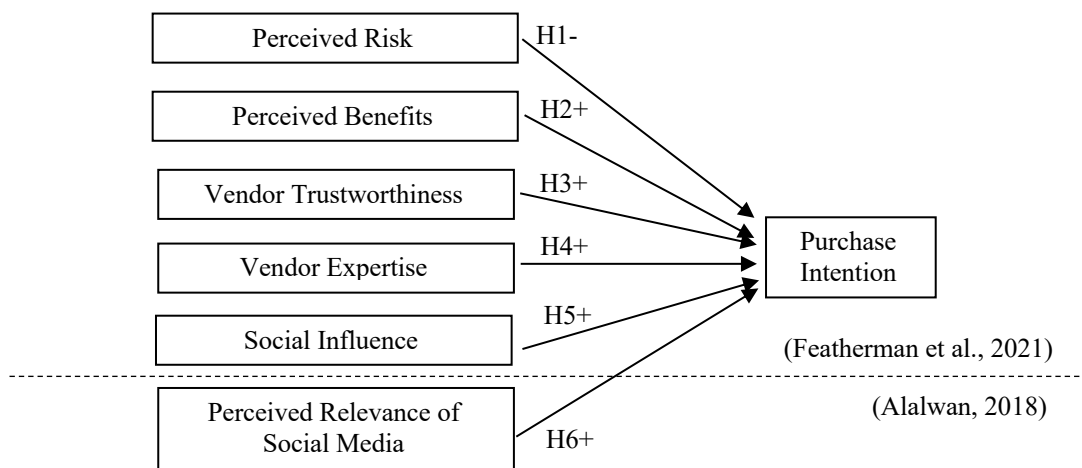 Perceived Risk
H1-
Perceived Benefits
H2+
Vendor Trustworthiness
H3+
Vendor Expertise
H4+
Purchase
Intention
Social Influence
H5+
(Featherman et al., 2021)
(Alalwan, 2018)
Perceived Relevance of
Social Media
H6+